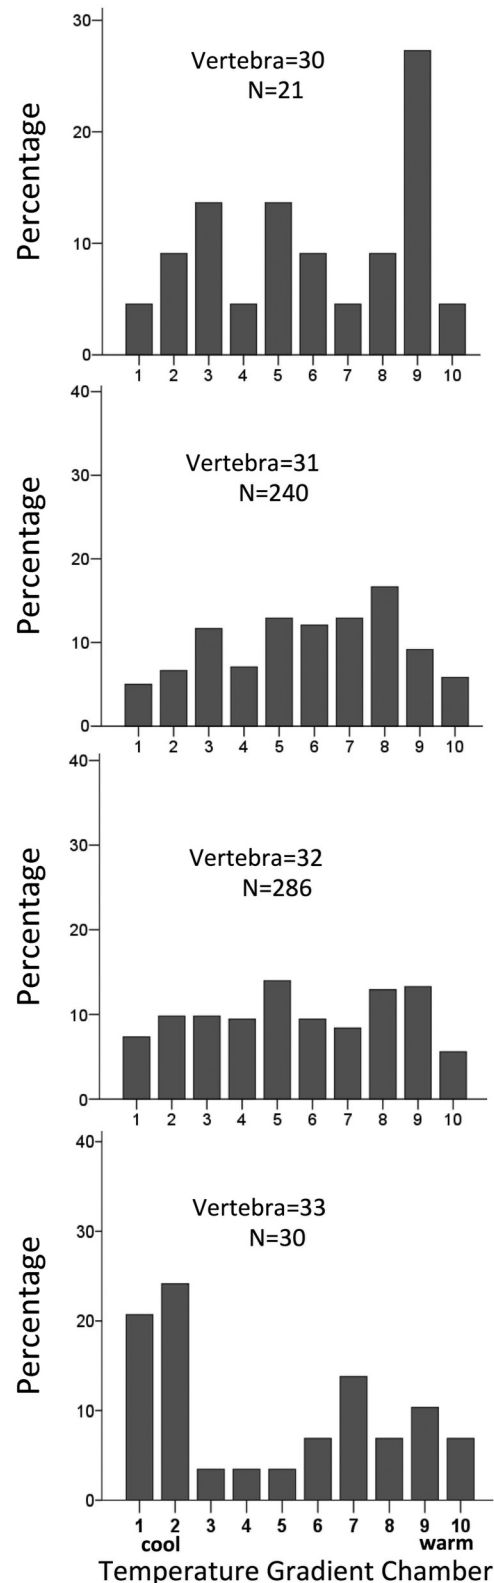 30
Vertebra=30
N=21
20
10
0
Percentage
1 2 3 4 5 6 7 8 9 10
40
30
Vertebra=31
N=240
20
10
0
Percentage
1 2 3 4 5 6 7 8 9 10
40
30
Vertebra=32
N=286
20
10
0
Percentage
1 2 3 4 5 6 7 8 9 10
40
30
Vertebra=33
N=30
20
10
0
Percentage
1 2 3 4 5 6 7 8 9 10
cool warm
Temperature Gradient Chamber